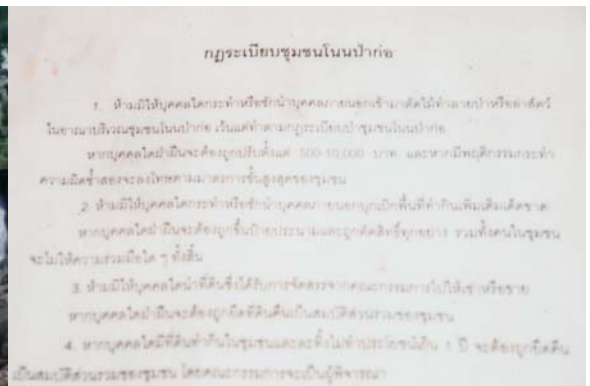 กฎระเบียบชุมชนโนนป่าก่อ
1. ห้ามมิให้บุคคลใดกระทำหรือชักนำบุคคลภายนอกเข้ามาตัดไม้ทำลายป่าหรือล่าสัตว์
ในอาณาบริเวณชุมชนโนนป่าก่อ เว้นแต่ทำตามกฎระเบียบป่าชุมชนโนนป่าก่อ
หากบุคคลใดฝ่าฝืนจะต้องถูกปรับตั้งแต่ 500-10,000 บาท และหากมีพฤติกรรมกระทำ
ความผิดซ้ำสองจะลงโทษตามมาตรการขั้นสูงสุดของชุมชน
2. ห้ามมิให้บุคคลใดกระทำหรือชักนำบุคคลภายนอกบุกเบิกพื้นที่ทำกินเพิ่มเติมเด็ดขาด
หากบุคคลใดฝ่าฝืนจะต้องถูกขึ้นป้ายประนามและถูกตัดสิทธิ์ทุกอย่าง รวมทั้งคนในชุมชน
จะไม่ให้ความร่วมมือใด ๆ ทั้งสิ้น
3. ห้ามมิให้บุคคลใดนำที่ดินซึ่งได้รับการจัดสรรจากคณะกรรมการไปให้เช่าหรือขาย
หากบุคคลใดฝ่าฝืนจะต้องถูกยึดที่ดินคืนเป็นสมบัติส่วนรวมของชุมชน
4. หากบุคคลใดมีที่ดินทำกินในชุมชนและละทิ้งไม่ทำประโยชน์เกิน 1 ปี จะต้องถูกยึดคืน
เป็นสมบัติส่วนรวมของชุมชน โดยคณะกรรมการจะเป็นผู้พิจารณา